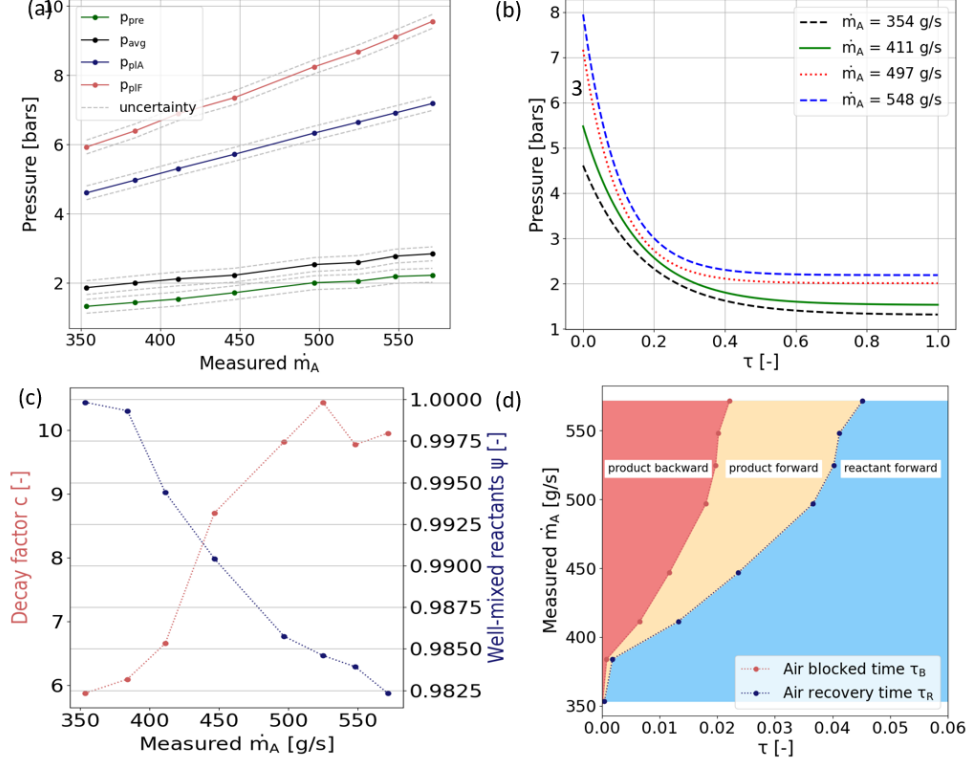 (a)
10
8
6
4
2
Pressure [bars]
350
400
450
500
550
Measured ṁ_A
p_pre
p_avg
p_plA
p_plF
uncertainty
(b)
8
7
6
5
4
3
2
1
3
Pressure [bars]
0.0
0.2
0.4
0.6
0.8
1.0
τ [-]
ṁ_A = 354 g/s
ṁ_A = 411 g/s
ṁ_A = 497 g/s
ṁ_A = 548 g/s
(c)
10
9
8
7
6
Decay factor c [-]
350
400
450
500
550
Measured ṁ_A [g/s]
1.0000
0.9975
0.9950
0.9925
0.9900
0.9875
0.9850
0.9825
Well-mixed reactants ψ [-]
(d)
550
500
450
400
350
Measured ṁ_A [g/s]
product backward
product forward
reactant forward
Air blocked time τ_B
Air recovery time τ_R
0.00
0.01
0.02
0.03
0.04
0.05
0.06
τ [-]